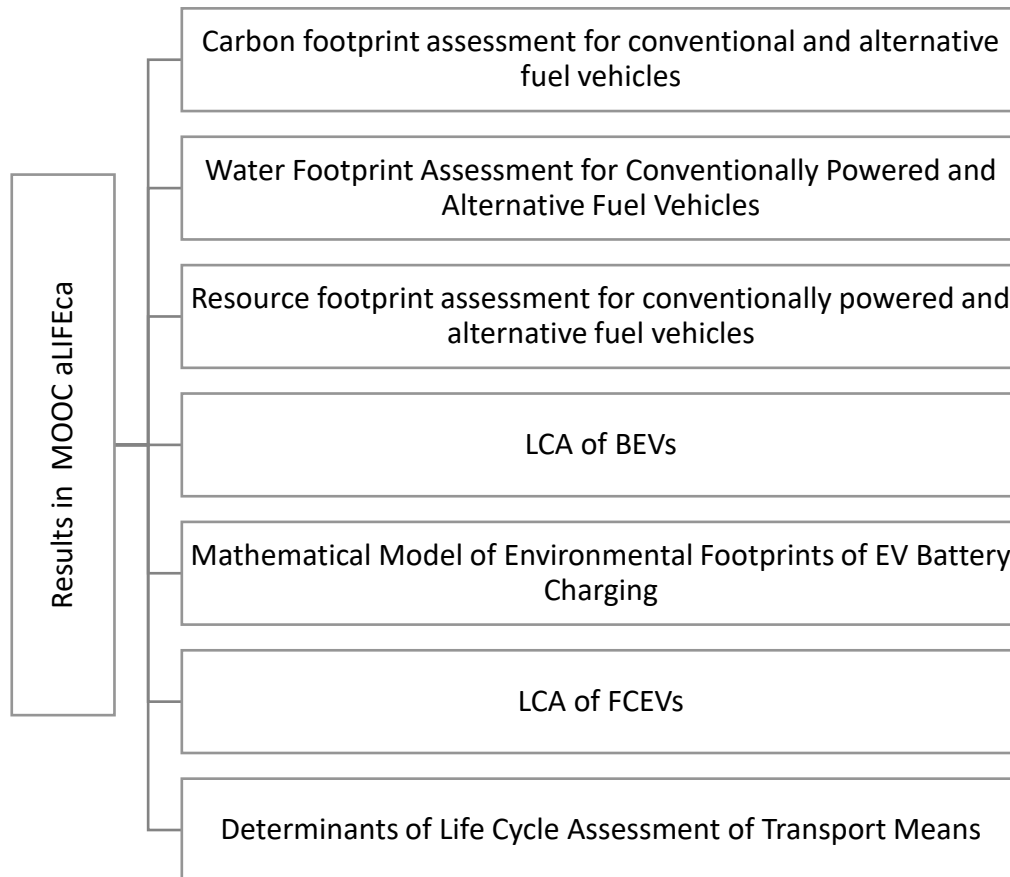 Results in MOOC aLIFEca
Carbon footprint assessment for conventional and alternative
fuel vehicles
Water Footprint Assessment for Conventionally Powered and
Alternative Fuel Vehicles
Resource footprint assessment for conventionally powered and
alternative fuel vehicles
LCA of BEVs
Mathematical Model of Environmental Footprints of EV Battery
Charging
LCA of FCEVs
Determinants of Life Cycle Assessment of Transport Means